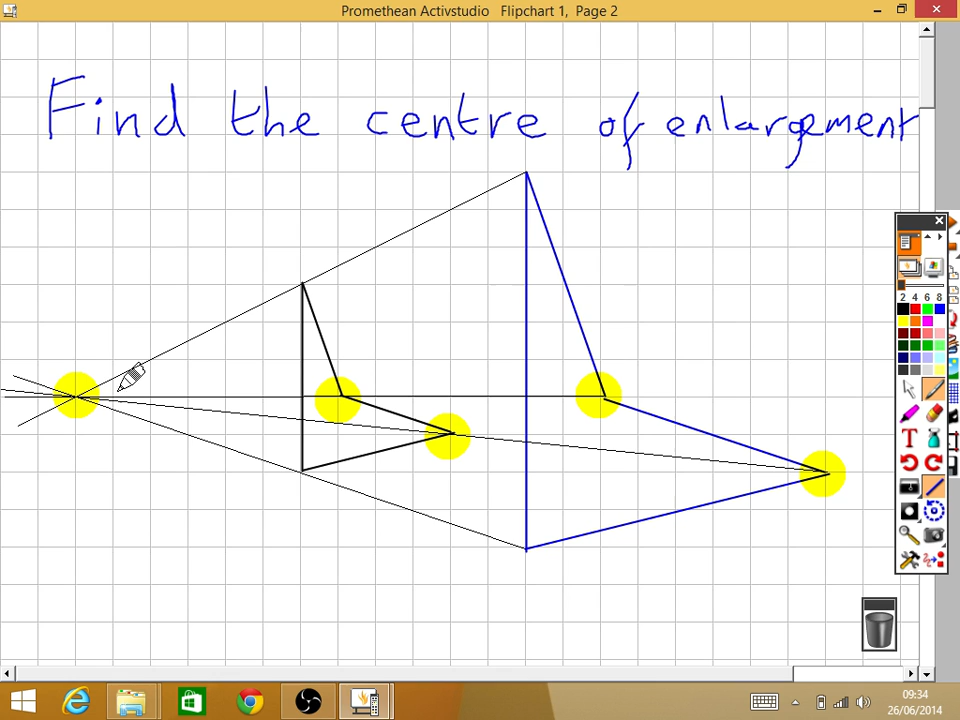 Promethean Activstudio Flipchart 1, Page 2
Find the centre of enlargement
2 4 6 8
T
09:34
26/06/2014